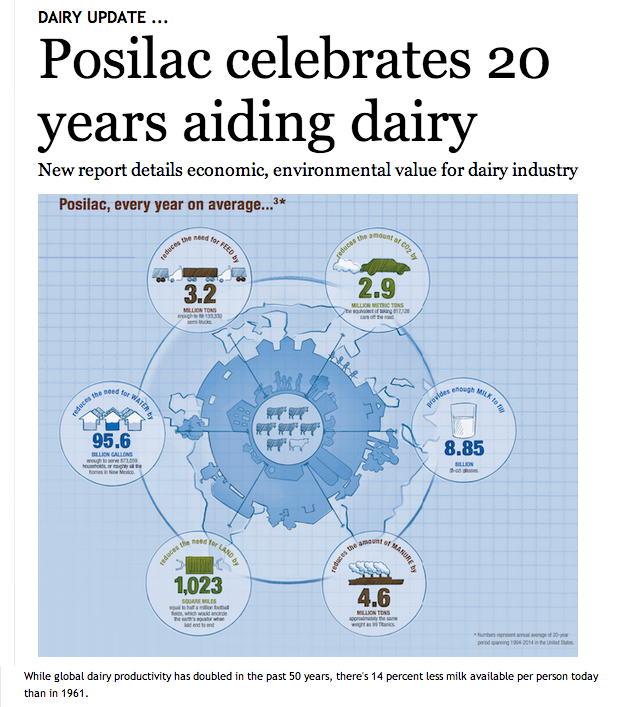 DAIRY UPDATE ...
Posilac celebrates 20
years aiding dairy
New report details economic, environmental value for dairy industry
Posilac, every year on average...3*
reduces the need for FEED by
3.2
MILLION TONS
enough to fill
semi-trucks.
reduces the amount of CO2 by
2.9
MILLION METRIC TONS
the equivalent of taking
cars off the road.
reduces the need for WATER by
95.6
BILLION GALLONS
enough to serve
households, or roughly all the
homes in New Mexico.
provides enough MILK to fill
8.85
BILLION
glasses.
reduces the need for LAND by
1,023
SQUARE MILES
equal to half a million football
fields, which would encircle
the earth's equator when
laid end to end
reduces the amount of MANURE by
4.6
MILLION TONS
approximately the same
weight as 99 Titanics.
* Numbers represent annual average of 20-year
period spanning 1994-2014 in the United States.
While global dairy productivity has doubled in the past 50 years, there's 14 percent less milk available per person today
than in 1961.